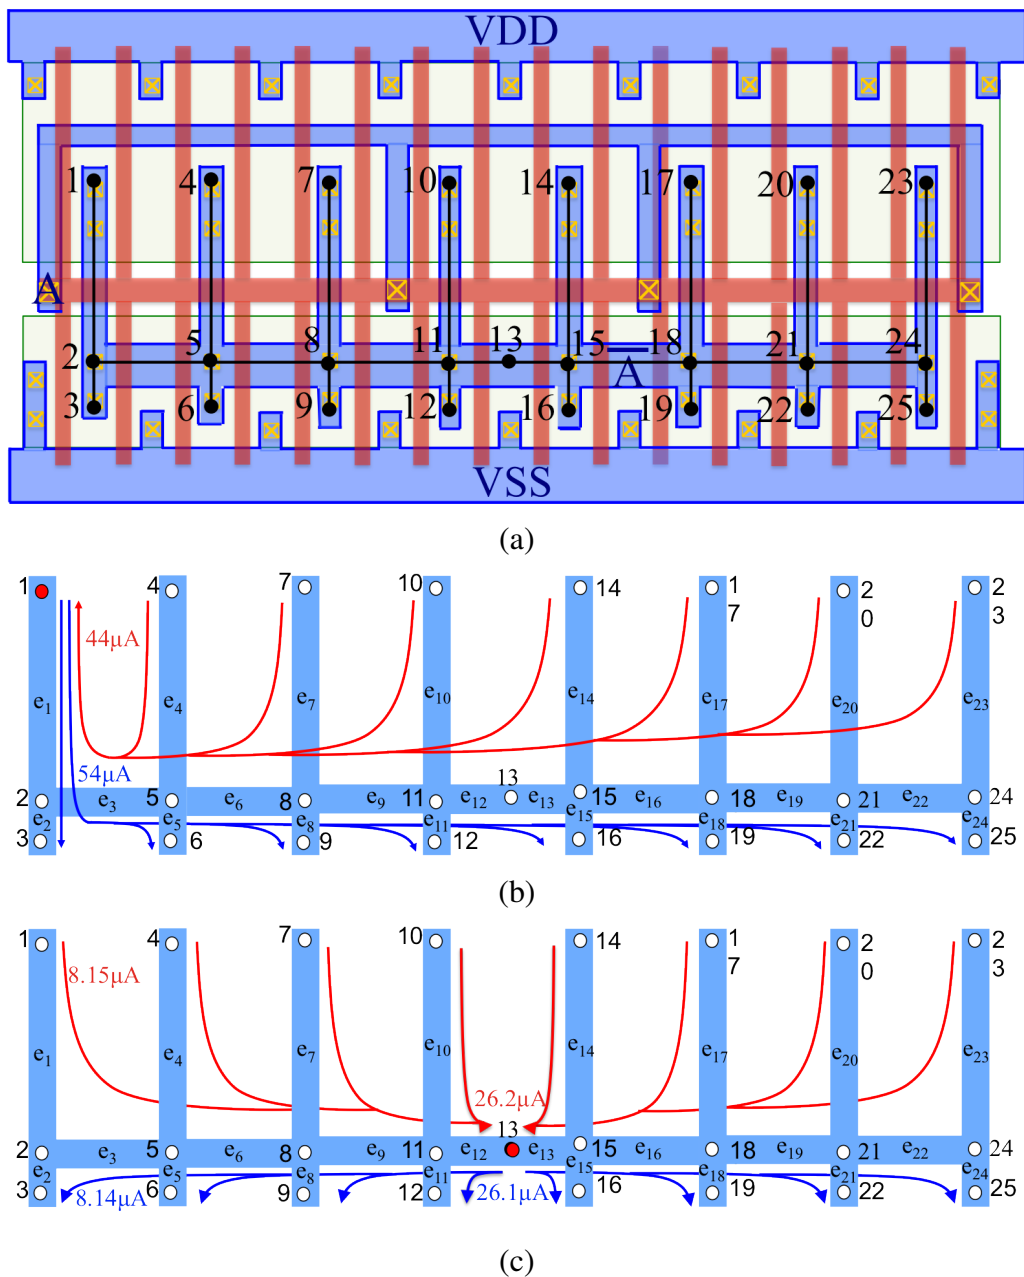 VDD
1 4 7 10 14 17 20 23
A
2 5 8 11 13 15 18 21 24
A
3 6 9 12 16 19 22 25
VSS
(a)
1 4 7 10 14 1 2 2
7 0 3
44µA
e1 e4 e7 e10 e14 e17 e20 e23
54µA
13
2 e3 5 e6 8 e9 11 e12 e13 15 e16 18 e19 21 e22 24
e2 e5 e8 e11 e15 e18 e21 e24
3 6 9 12 16 19 22 25
(b)
1 4 7 10 14 1 2 2
7 0 3
8.15µA
e1 e4 e7 e10 e14 e17 e20 e23
26.2µA
13
2 e3 5 e6 8 e9 11 e12 e13 15 e16 18 e19 21 e22 24
e2 e5 e8 e11 e15 e18 e21 e24
3 8.14µA 6 9 12 26.1µA 16 19 22 25
(c)